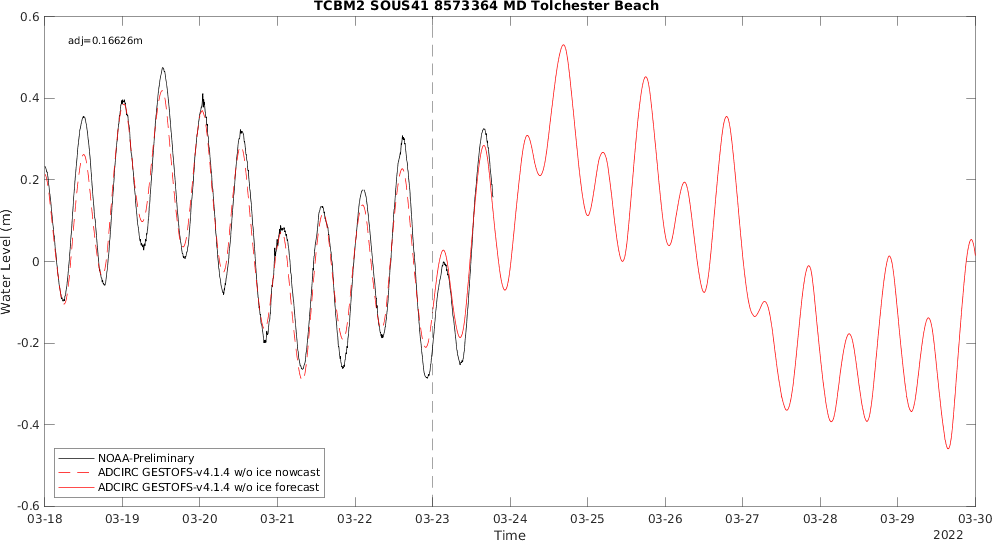 TCBM2 SOUS41 8573364 MD Tolchester Beach
adj=0.16626m
0.6
0.4
0.2
0
-0.2
-0.4
-0.6
Water Level (m)
NOAA-Preliminary
ADCIRC GESTOFS-v4.1.4 w/o ice nowcast
ADCIRC GESTOFS-v4.1.4 w/o ice forecast
03-18 03-19 03-20 03-21 03-22 03-23 03-24 03-25 03-26 03-27 03-28 03-29 03-30
Time
2022